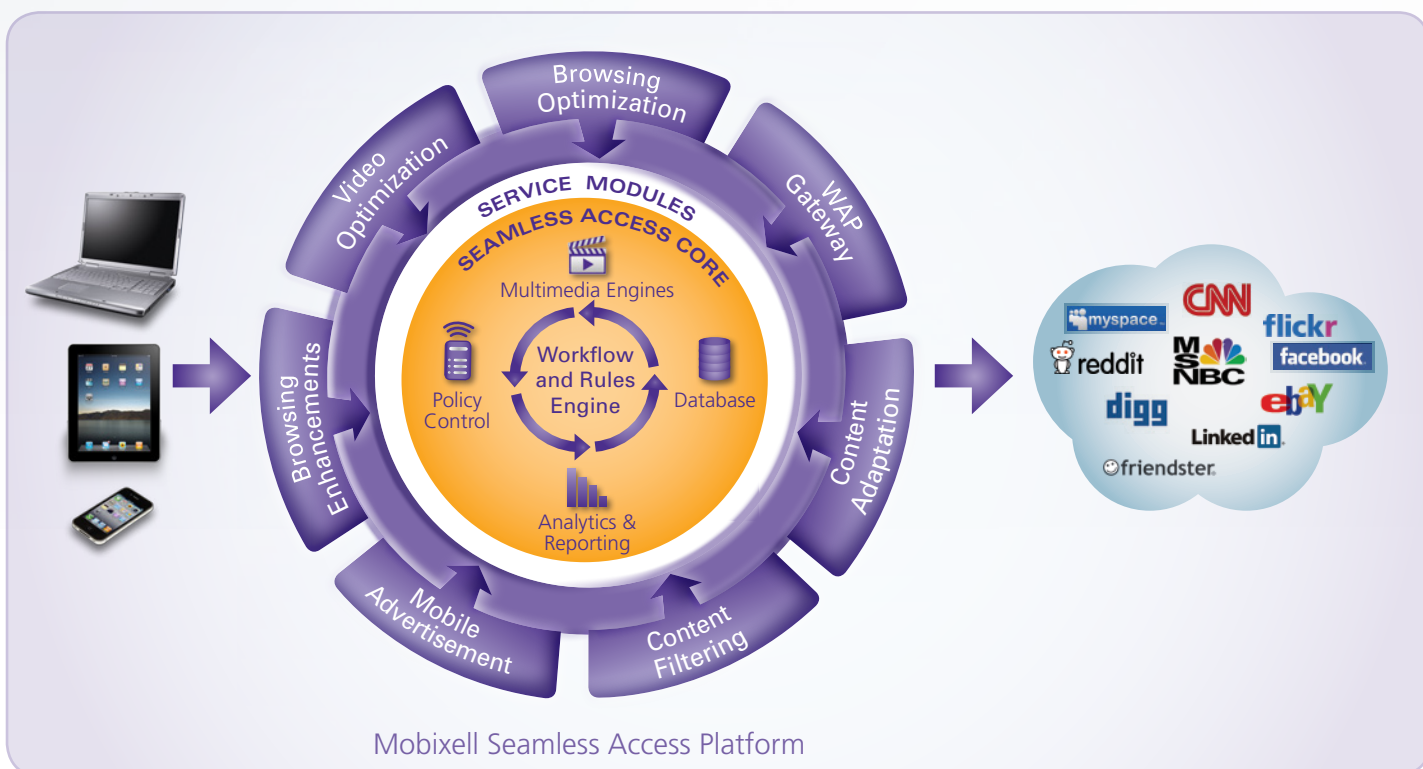 Browsing
Optimization
Video
Optimization
WAP
Gateway
Browsing
Enhancements
Content
Adaptation
Mobile
Advertisement
Content
Filtering
SERVICE MODULES
SEAMLESS ACCESS CORE
Multimedia Engines
Policy
Control
Workflow
and Rules
Engine
Database
Analytics &
Reporting
CNN
myspace
flickr
reddit
MSNBC
facebook
digg
ebaY
Linked in
friendster
Mobixell Seamless Access Platform